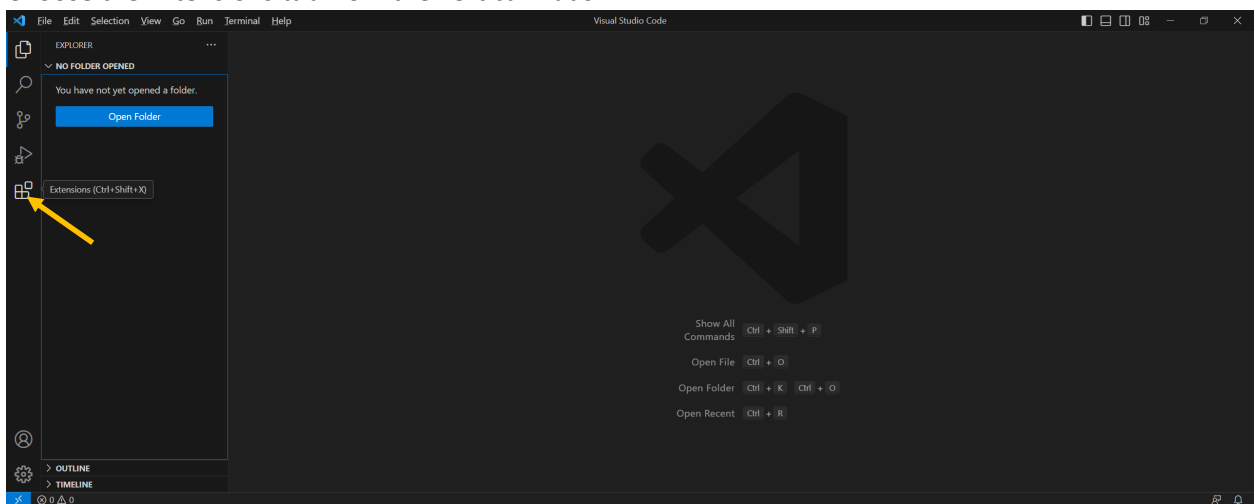 File Edit Selection View Go Run Terminal Help
Visual Studio Code
EXPLORER
NO FOLDER OPENED
You have not yet opened a folder.
Open Folder
Extensions (Ctrl+Shift+X)
Show All
Commands
Ctrl + Shift + P
Open File Ctrl + O
Open Folder Ctrl + K Ctrl + O
Open Recent Ctrl + R
OUTLINE
TIMELINE
0 0